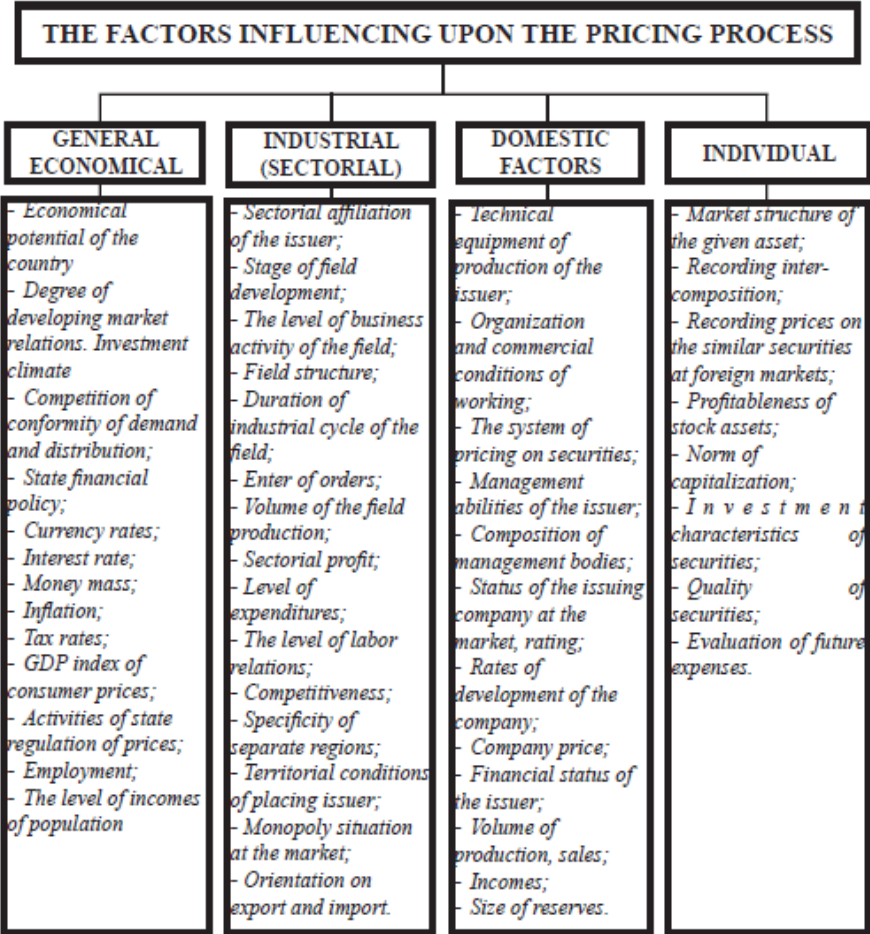 THE FACTORS INFLUENCING UPON THE PRICING PROCESS
GENERAL
ECONOMICAL
- Economical
potential of the
country
- Degree of
developing market
relations. Investment
climate
- Competition of
conformity of demand
and distribution;
- State financial
policy;
- Currency rates;
- Interest rate;
- Money mass;
- Inflation;
- Tax rates;
- GDP index of
consumer prices;
- Activities of state
regulation of prices;
- Employment;
- The level of incomes
of population
INDUSTRIAL
(SECTORIAL)
- Sectorial affiliation
of the issuer;
- Stage of field
development;
- The level of business
activity of the field;
- Field structure;
- Duration of
industrial cycle of the
field;
- Enter of orders;
- Volume of the field
production;
- Sectorial profit;
- Level of
expenditures;
- The level of labor
relations;
- Competitiveness;
- Specificity of
separate regions;
- Territorial conditions
of placing issuer;
- Monopoly situation
at the market;
- Orientation on
export and import.
DOMESTIC
FACTORS
- Technical
equipment of
production of the
issuer;
- Organization
and commercial
conditions of
working;
- The system of
pricing on securities;
- Management
abilities of the issuer;
- Composition of
management bodies;
- Status of the issuing
company at the
market, rating;
- Rates of
development of the
company;
- Company price;
- Financial status of
the issuer;
- Volume of
production, sales;
- Incomes;
- Size of reserves.
INDIVIDUAL
- Market structure of
the given asset;
- Recording inter-
composition;
- Recording prices on
the similar securities
at foreign markets;
- Profitableness of
stock assets;
- Norm of
capitalization;
- Investment
characteristics of
securities;
- Quality of
securities;
- Evaluation of future
expenses.